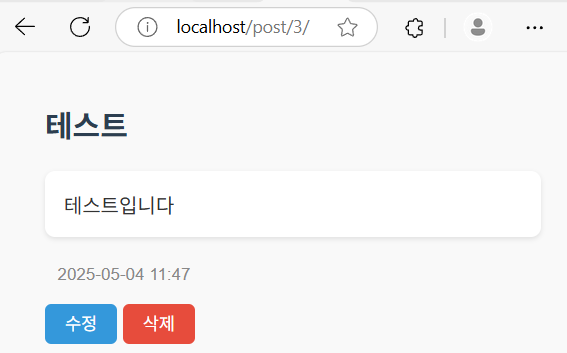 localhost/post/3/
테스트
테스트입니다
2025-05-04 11:47
수정 삭제